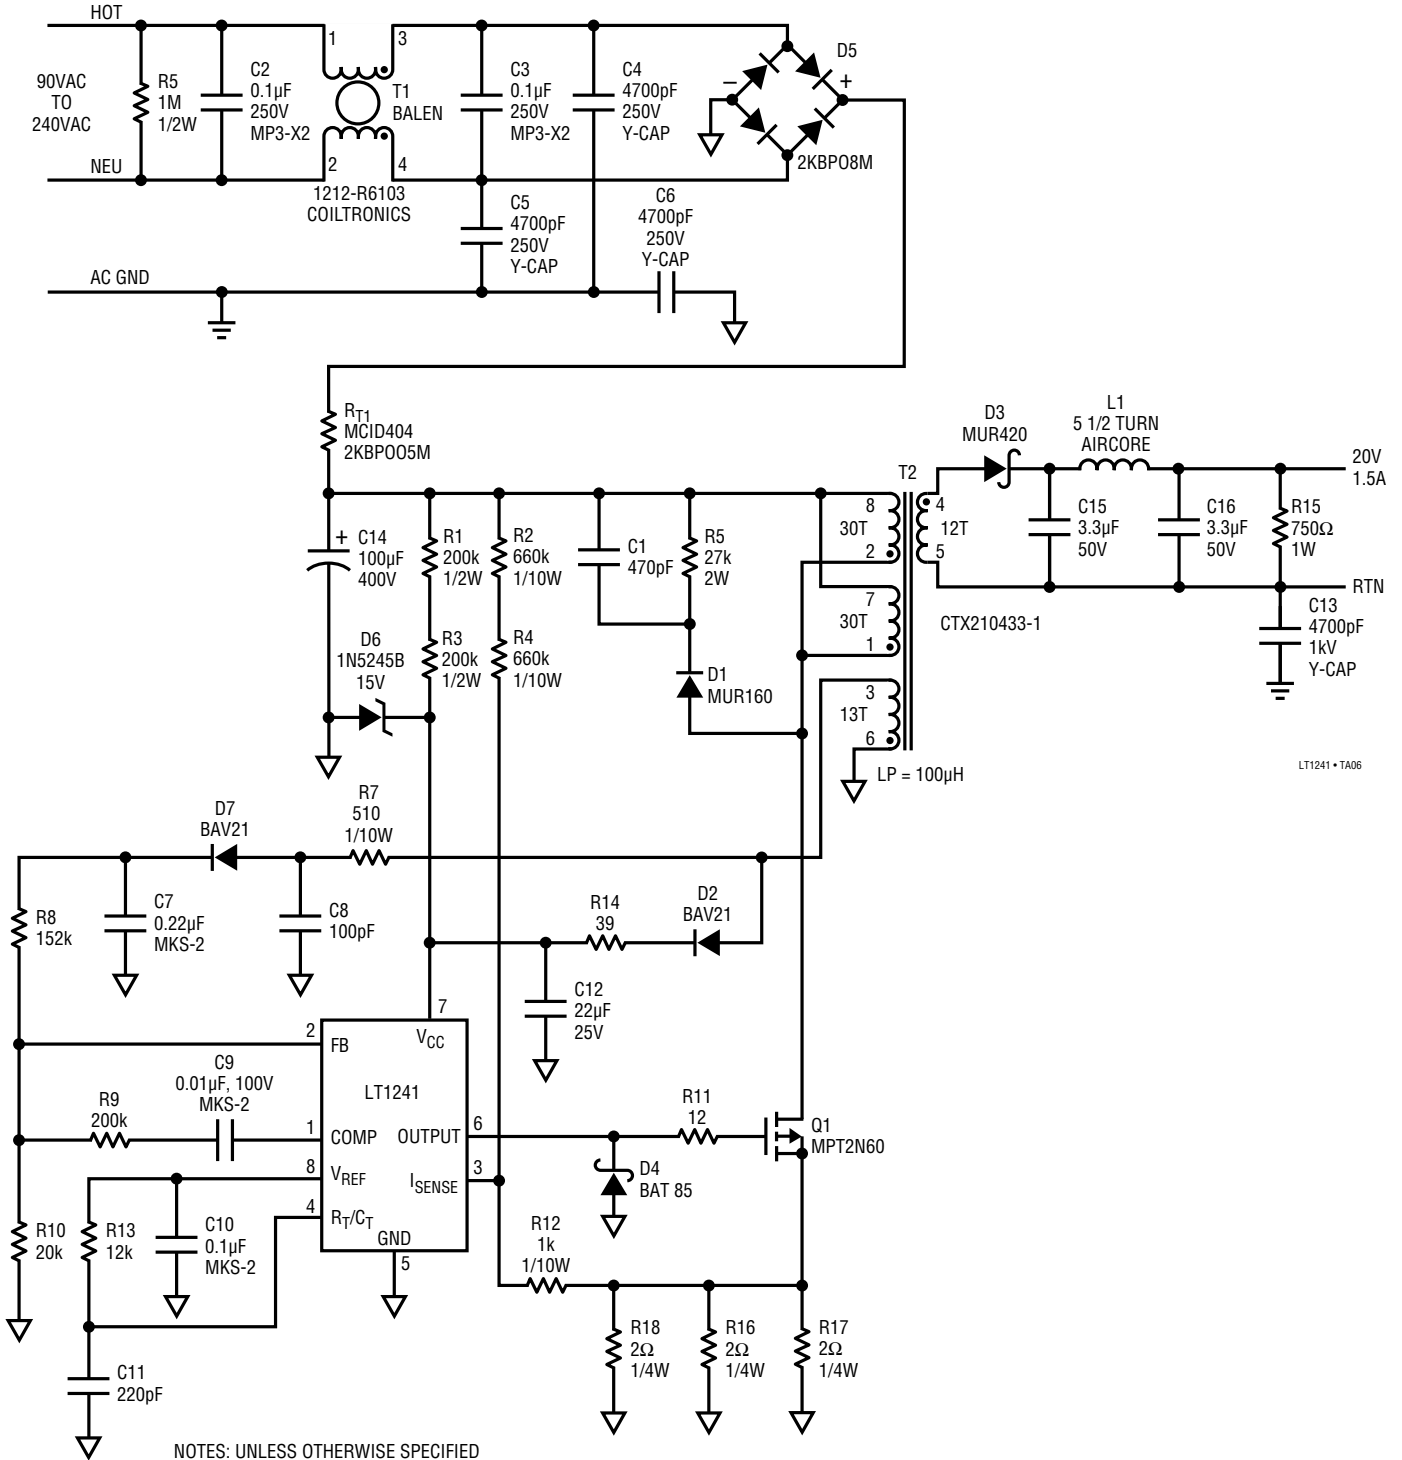 HOT
90VAC
TO
240VAC
R5
1M
1/2W
C2
0.1µF
250V
MP3-X2
1
3
T1
BALEN
2
4
1212-R6103
COILTRONICS
C3
0.1µF
250V
MP3-X2
C4
4700pF
250V
Y-CAP
D5
–
+
2KBPO8M
NEU
C5
4700pF
250V
Y-CAP
C6
4700pF
250V
Y-CAP
AC GND
RT1
MCID404
2KBPOO5M
+
C14
100µF
400V
R1
200k
1/2W
R2
660k
1/10W
C1
470pF
R5
27k
2W
T2
8
30T
2
7
30T
1
3
13T
6
4
12T
5
CTX210433-1
LP = 100µH
D3
MUR420
L1
5 1/2 TURN
AIRCORE
20V
1.5A
C15
3.3µF
50V
C16
3.3µF
50V
R15
750Ω
1W
RTN
C13
4700pF
1kV
Y-CAP
D6
1N5245B
15V
R3
200k
1/2W
R4
660k
1/10W
D1
MUR160
LT1241 • TA06
D7
BAV21
R7
510
1/10W
R8
152k
C7
0.22µF
MKS-2
C8
100pF
R14
39
D2
BAV21
C12
22µF
25V
7
VCC
2
FB
LT1241
C9
0.01µF, 100V
MKS-2
R9
200k
1
COMP
OUTPUT
6
8
VREF
ISENSE
3
4
RT/CT
GND
5
R11
12
Q1
MPT2N60
D4
BAT 85
R10
20k
R13
12k
C10
0.1µF
MKS-2
R12
1k
1/10W
R18
2Ω
1/4W
R16
2Ω
1/4W
R17
2Ω
1/4W
C11
220pF
NOTES: UNLESS OTHERWISE SPECIFIED